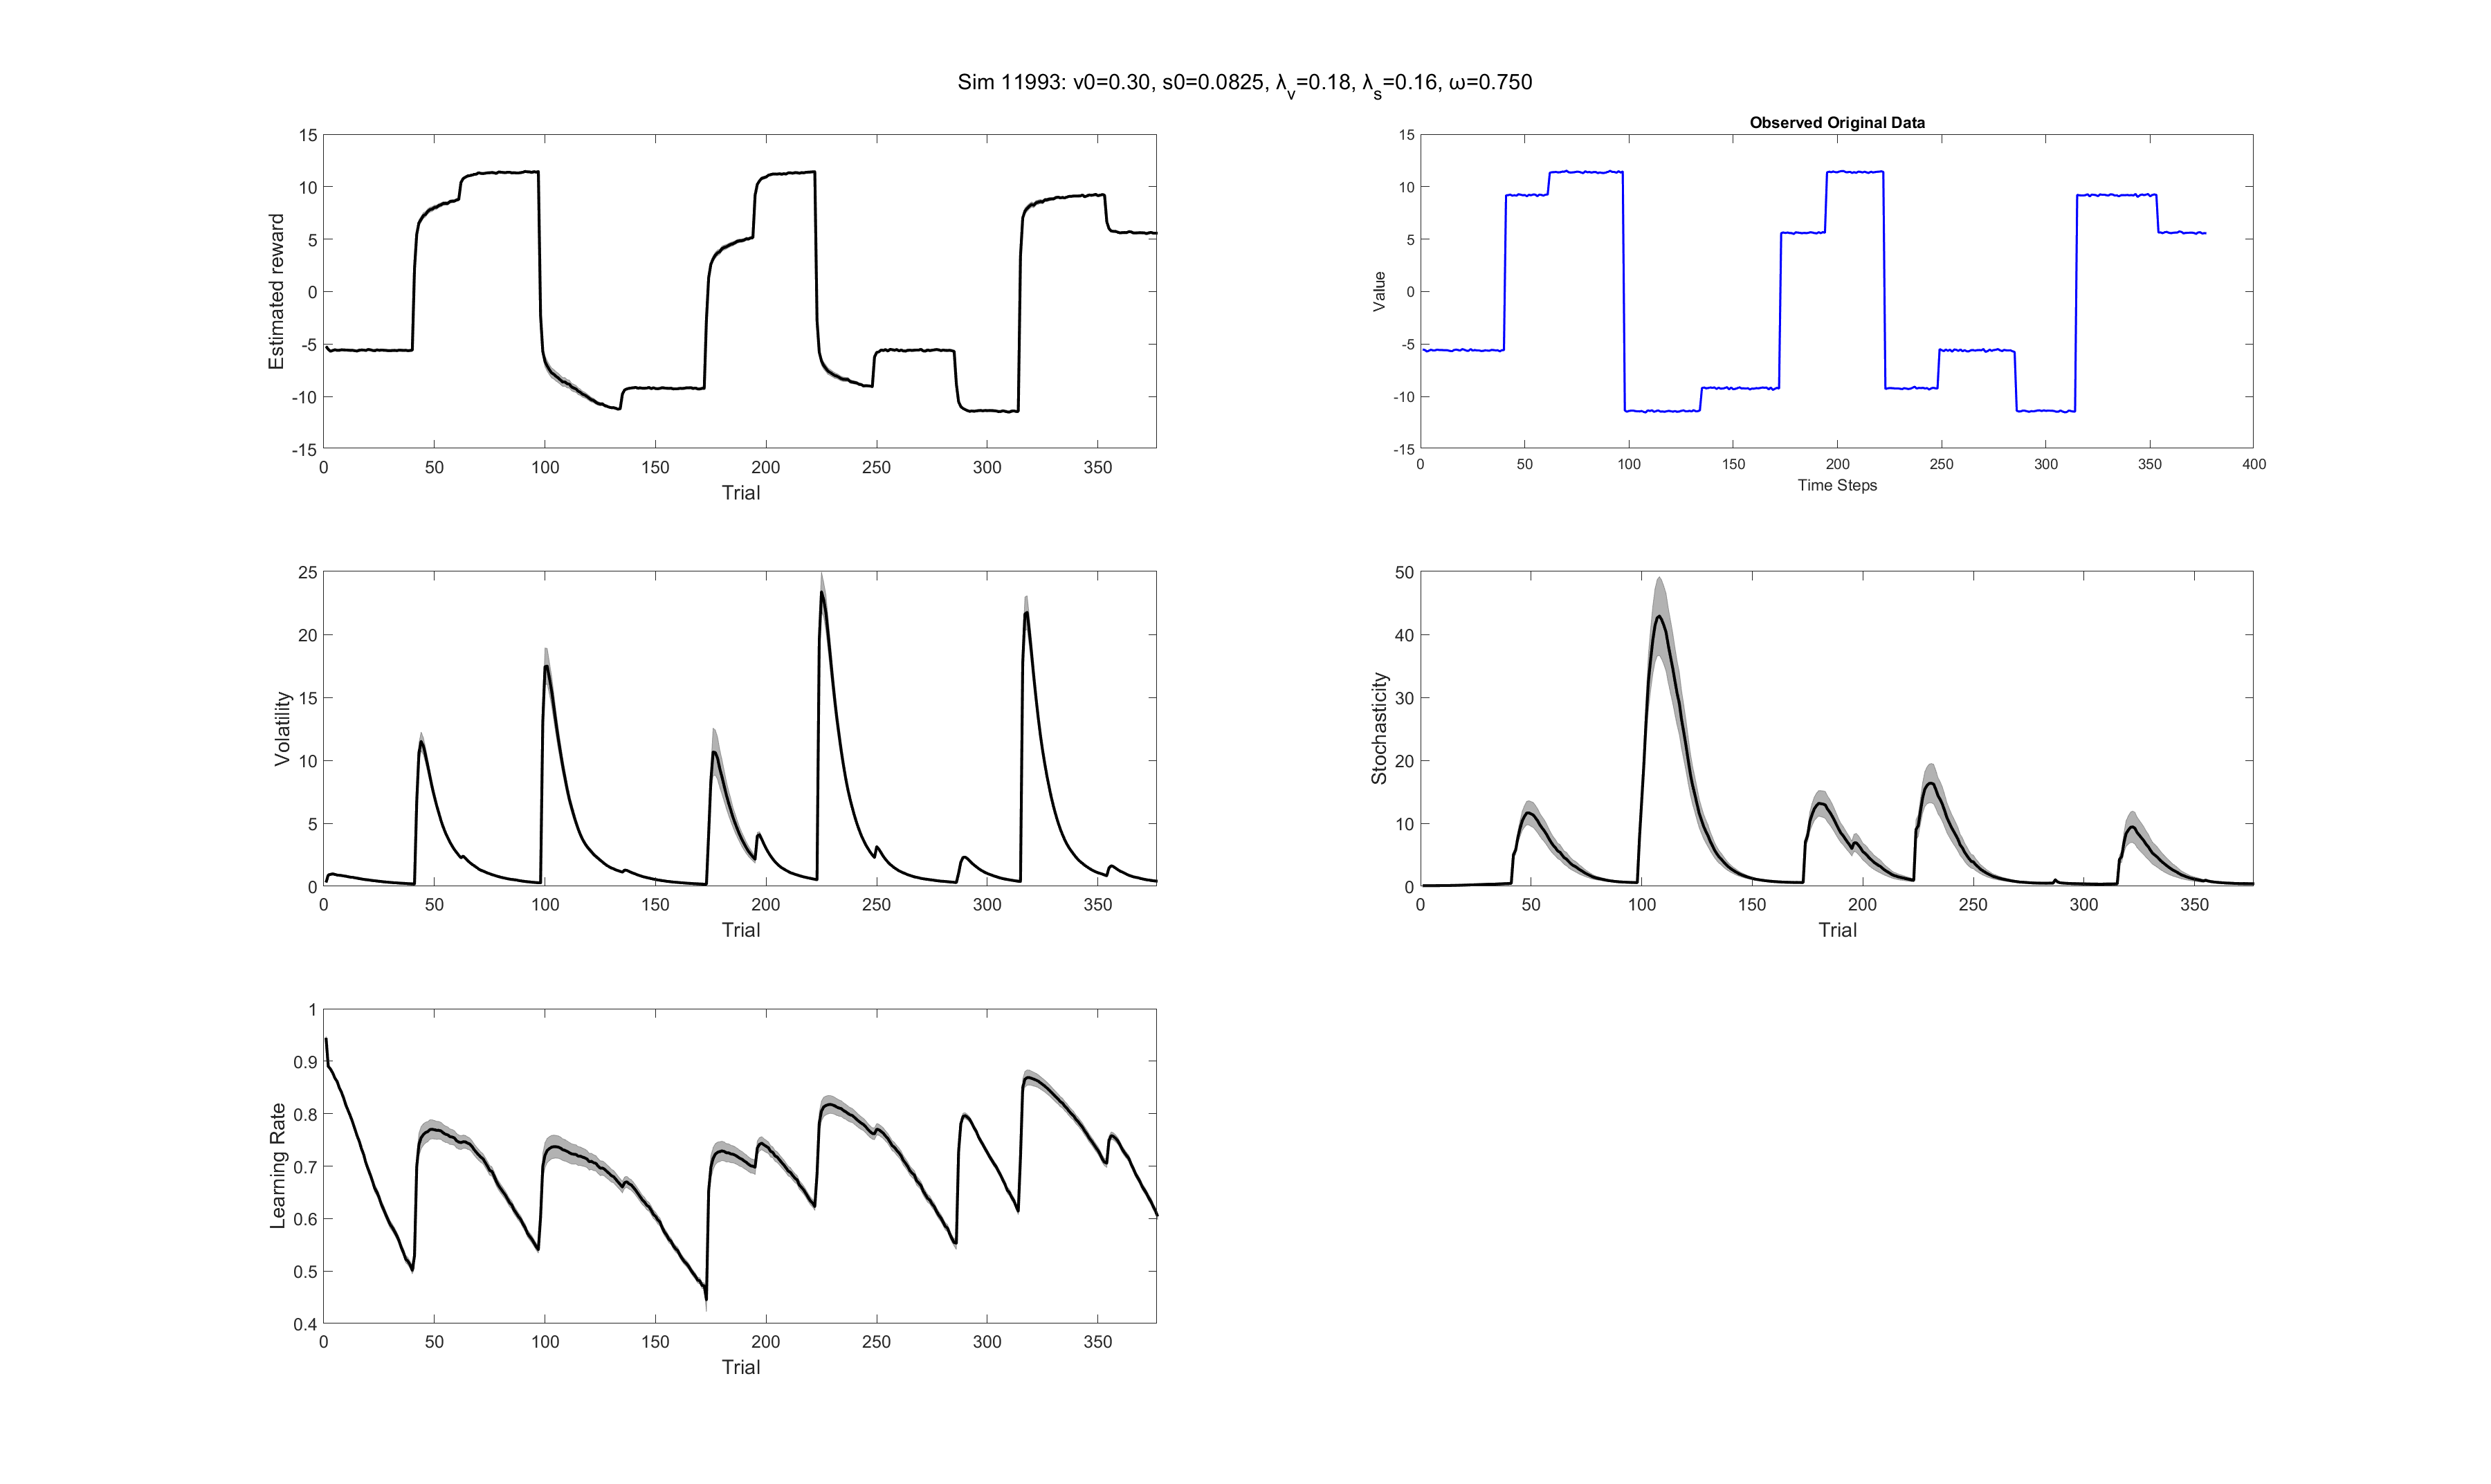 Sim 11993: v0=0.30, s0=0.0825, λv=0.18, λs=0.16, ω=0.750
15
10
5
0
-5
-10
-15
Estimated reward
0 50 100 150 200 250 300 350
Trial
Observed Original Data
15
10
5
0
-5
-10
-15
Value
0 50 100 150 200 250 300 350 400
Time Steps
25
20
15
10
5
0
Volatility
0 50 100 150 200 250 300 350
Trial
50
40
30
20
10
0
Stochasticity
0 50 100 150 200 250 300 350
Trial
1
0.9
0.8
0.7
0.6
0.5
0.4
Learning Rate
0 50 100 150 200 250 300 350
Trial